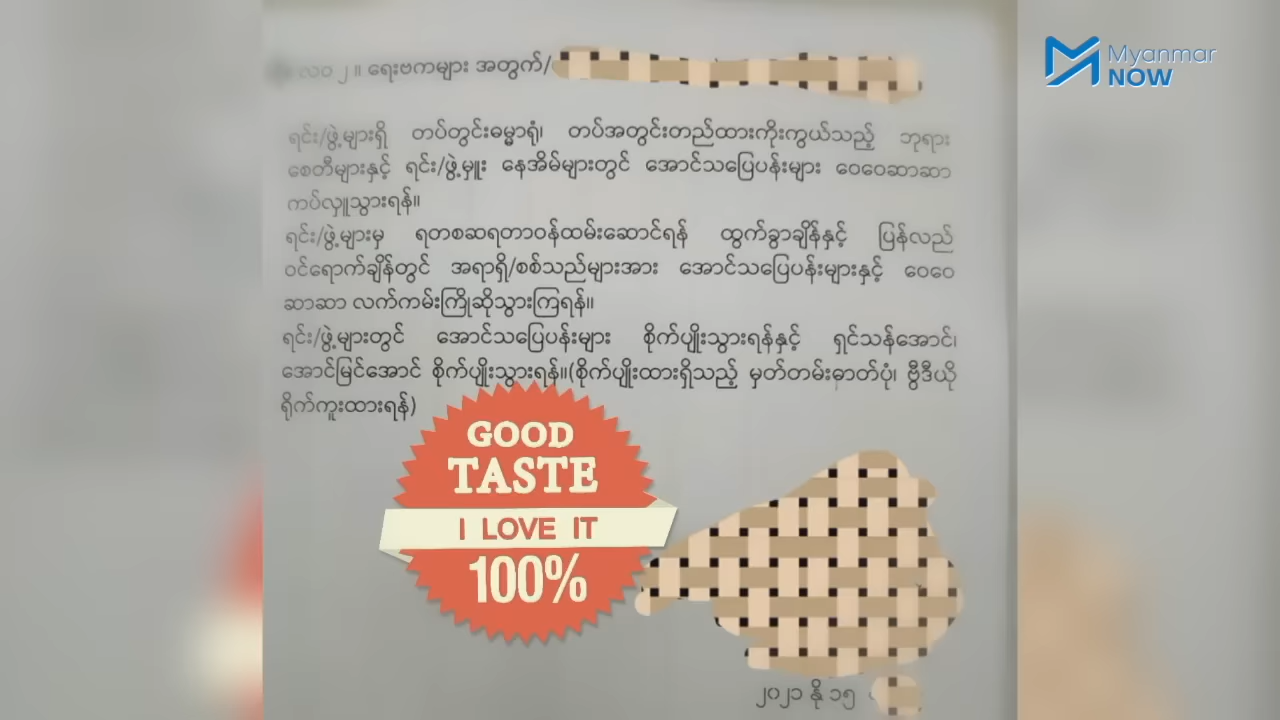 Myanmar
NOW
လ၀၂။ ရေးဗကများ အတွက်/
ရင်း/ဖွဲ့များရှိ တပ်တွင်းဓမ္မာရုံ၊ တပ်အတွင်းတည်ထားကိုးကွယ်သည့် ဘုရား
စေတီများနှင့် ရင်း/ဖွဲ့မှူး နေအိမ်များတွင် အောင်သပြေပန်းများ ဝေဝေဆာဆာ
ကပ်လှူသွားရန်။
ရင်း/ဖွဲ့များမှ ရတစဆရတာဝန်ထမ်းဆောင်ရန် ထွက်ခွာချိန်နှင့် ပြန်လည်
ဝင်ရောက်ချိန်တွင် အရာရှိ/စစ်သည်များအား အောင်သပြေပန်းများနှင့် ဝေဝေ
ဆာဆာ လက်ကမ်းကြိုဆိုသွားကြရန်။
ရင်း/ဖွဲ့များတွင် အောင်သပြေပန်းများ စိုက်ပျိုးသွားရန်နှင့် ရှင်သန်အောင်၊
အောင်မြင်အောင် စိုက်ပျိုးသွားရန်။(စိုက်ပျိုးထားရှိသည့် မှတ်တမ်းဓာတ်ပုံ၊ ဗွီဒီယို
ရိုက်ကူးထားရန်)
GOOD
TASTE
I LOVE IT
100%
၂၀၂၁ နို ၁၅